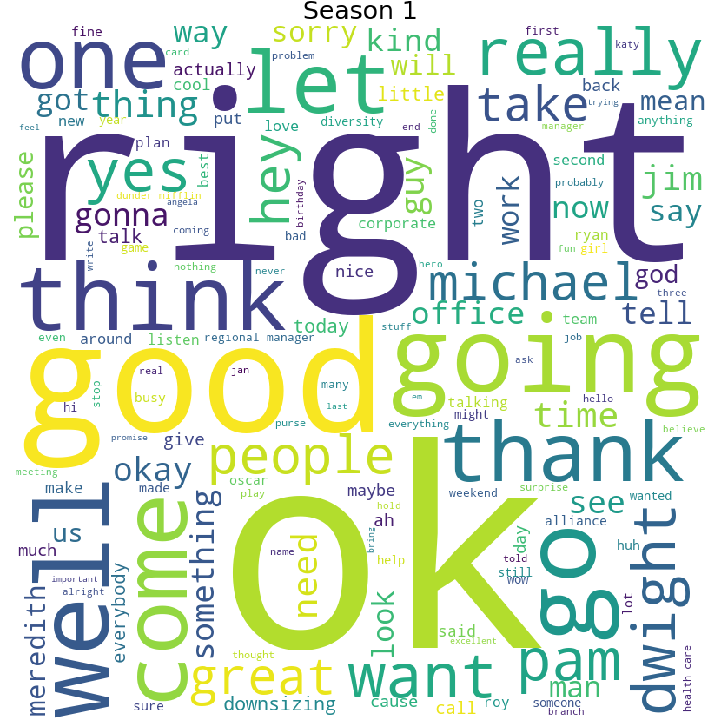 Season 1
fine
way
sorry
kind
first
katy
one
card
problem
really
let
will
actually
cool
got
thing
little
take
back
trying
mean
new
year
put
love
diversity
end
done
manager
anything
feel
plan
right
please
yes
best
hey
guy
second
jim
dunder mifflin
angela
birthday
gonna
corporate
two
work
now
probably
say
talk
coming
bad
ryan
game
write
nothing
never
nice
hero
fun
girl
god
think
michael
three
today
office
team
tell
even
around
listen
regional manager
stuff
job
good
going
real
jan
many
ask
busy
stop
last
em
hello
hi
purse
talking
time
promise
give
everything
might
believe
people
thank
meeting
okay
oscar
maybe
weekend
surprise
see
wanted
make
made
play
hold
us
well
come
something
ah
day
alliance
ok
go
dwight
much
name
need
bring
help
told
huh
important
wow
still
lot
alright
everybody
meredith
look
said
excellent
thought
pam
great
want
man
health care
sure
downsizing
cause
call
roy
someone
branch